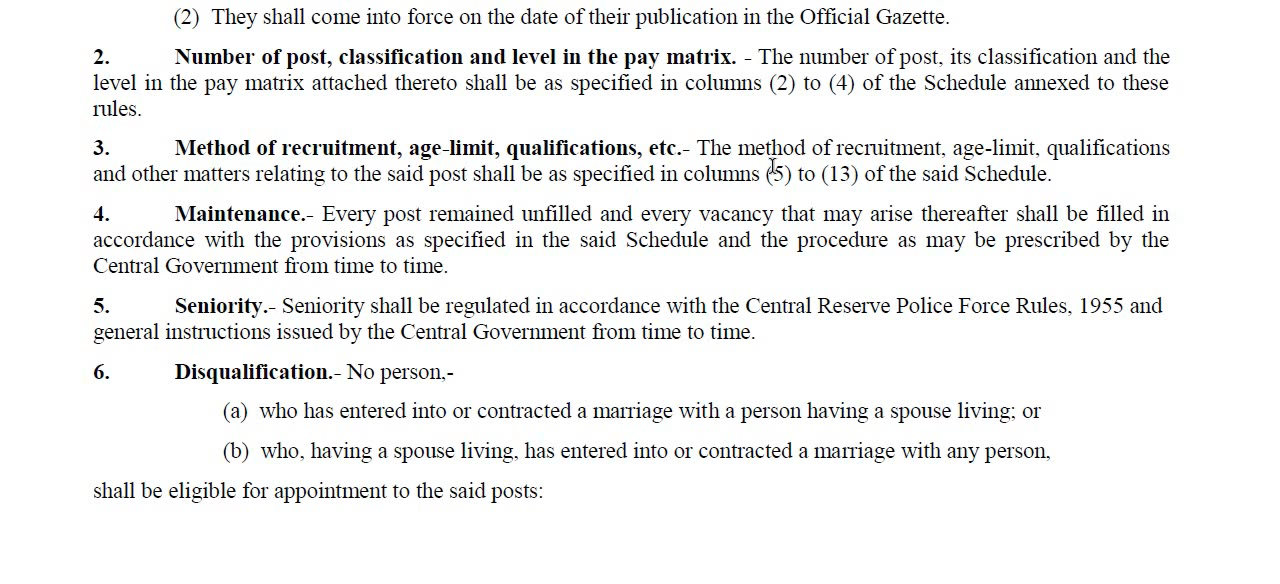 (2) They shall come into force on the date of their publication in the Official Gazette.
2. Number of post, classification and level in the pay matrix. - The number of post, its classification and the
level in the pay matrix attached thereto shall be as specified in columns (2) to (4) of the Schedule annexed to these
rules.
3. Method of recruitment, age-limit, qualifications, etc.- The method of recruitment, age-limit, qualifications
and other matters relating to the said post shall be as specified in columns (5) to (13) of the said Schedule.
4. Maintenance.- Every post remained unfilled and every vacancy that may arise thereafter shall be filled in
accordance with the provisions as specified in the said Schedule and the procedure as may be prescribed by the
Central Government from time to time.
5. Seniority.- Seniority shall be regulated in accordance with the Central Reserve Police Force Rules, 1955 and
general instructions issued by the Central Government from time to time.
6. Disqualification.- No person,-
(a) who has entered into or contracted a marriage with a person having a spouse living; or
(b) who, having a spouse living, has entered into or contracted a marriage with any person,
shall be eligible for appointment to the said posts: